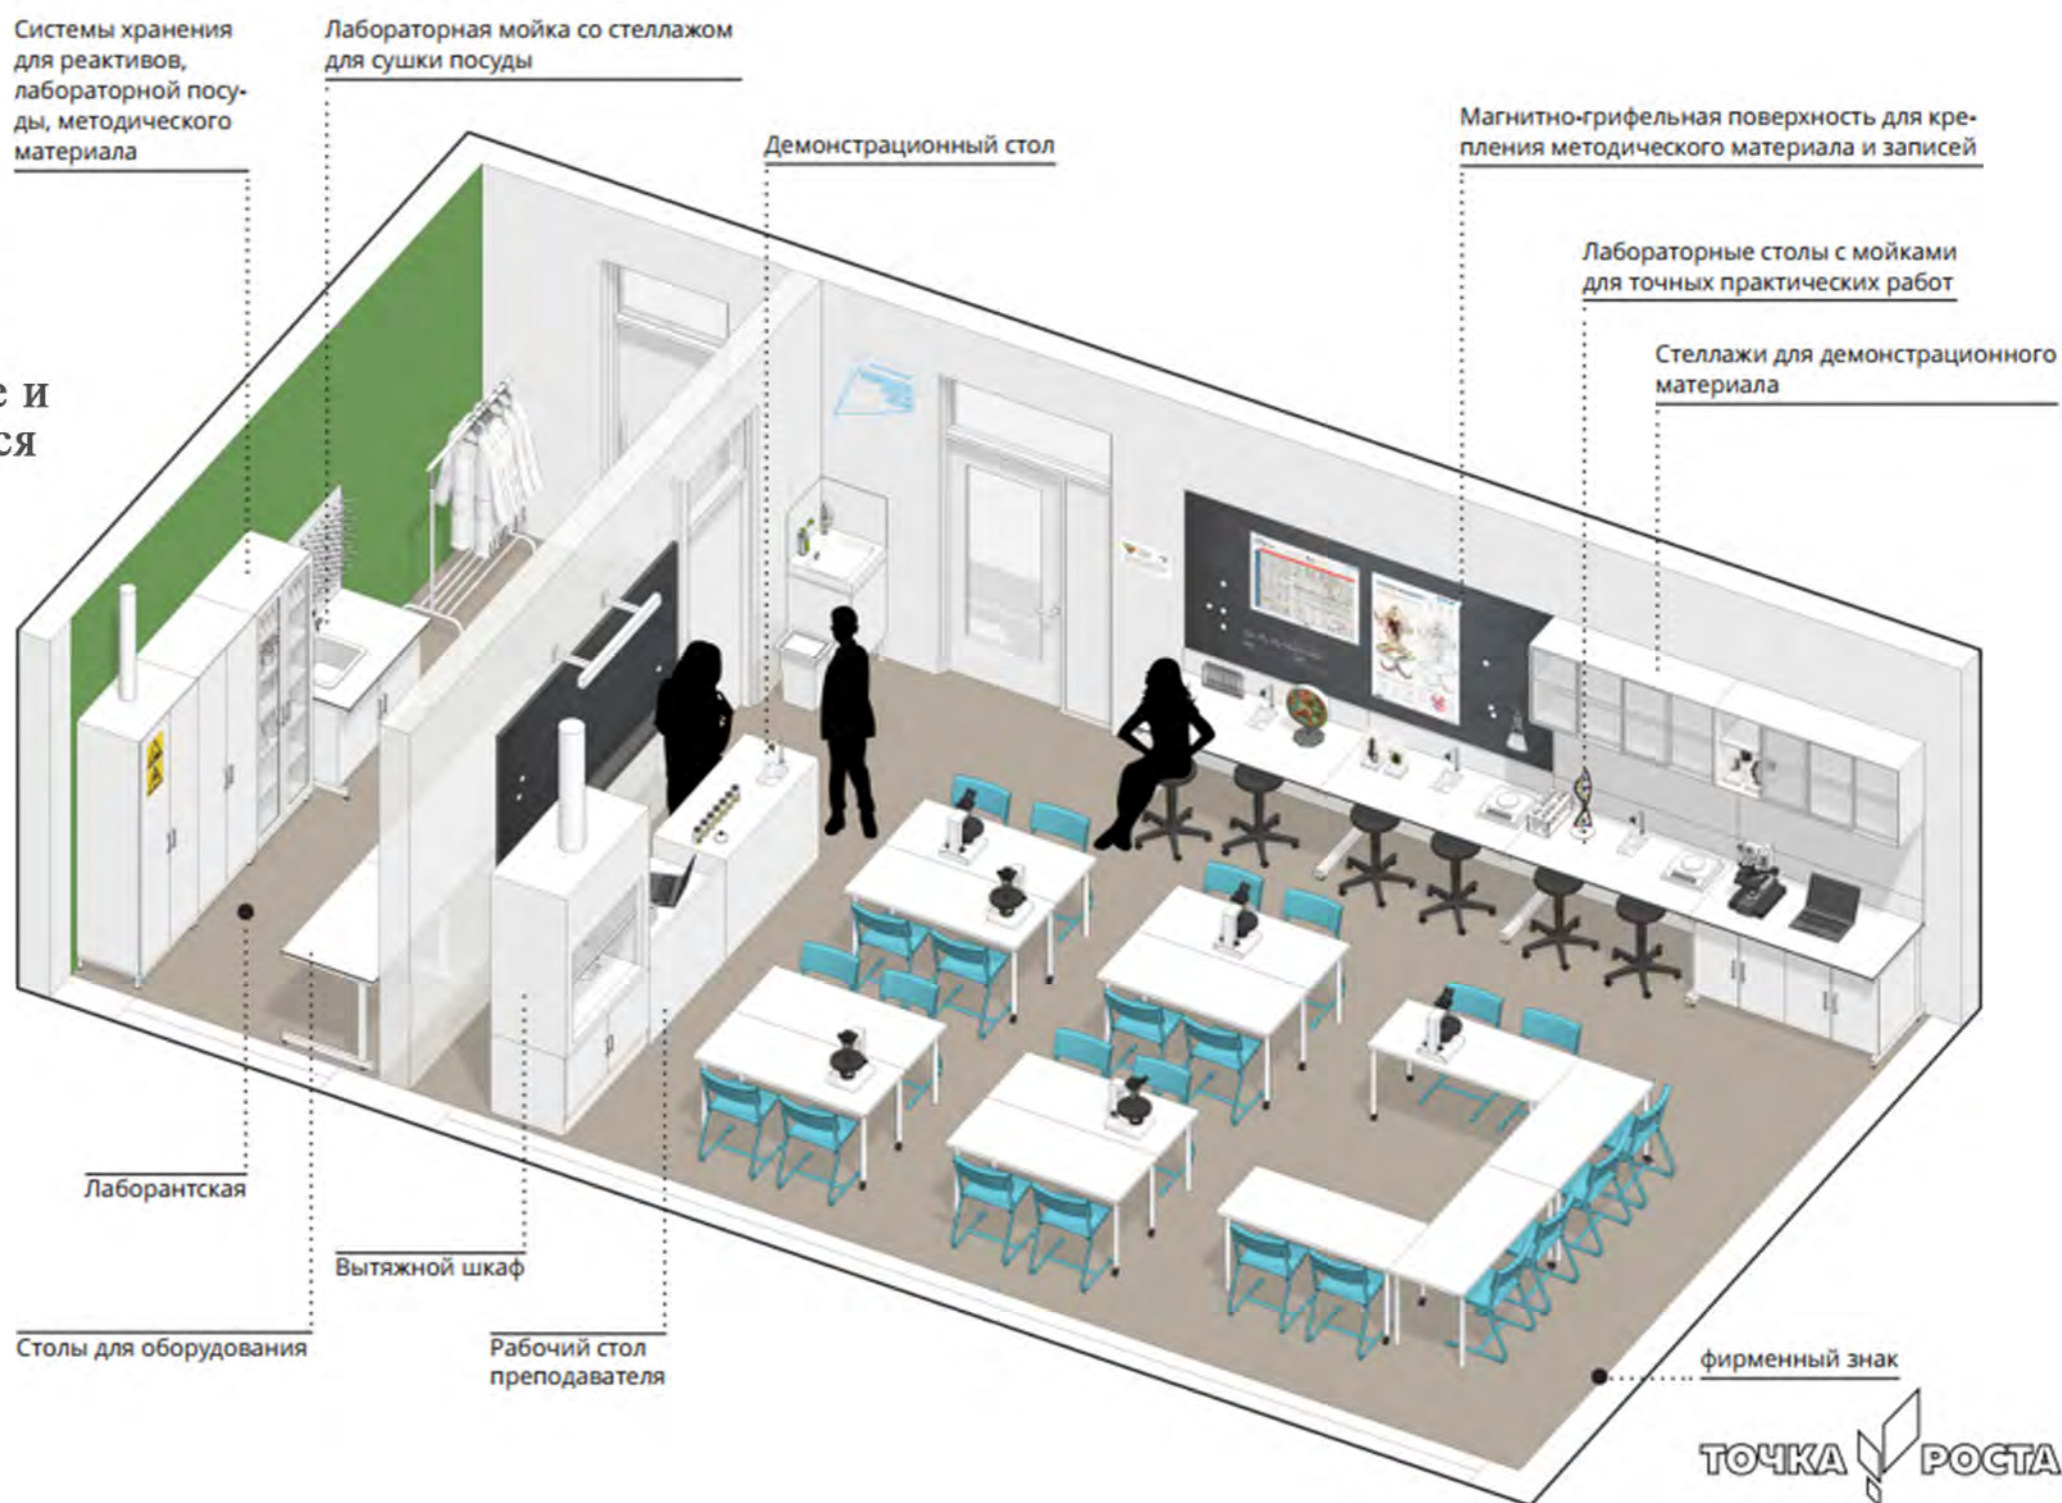 Системы хранения
для реактивов,
лабораторной посу-
ды, методического
материала
Лабораторная мойка со стеллажом
для сушки посуды
Демонстрационный стол
Магнитно-грифельная поверхность для кре-
пления методического материала и записей
Лабораторные столы с мойками
для точных практических работ
Стеллажи для демонстрационного
материала
е и
ся
Лаборантская
Вытяжной шкаф
Столы для оборудования
Рабочий стол
преподавателя
фирменный знак
ТОЧКА РОСТА